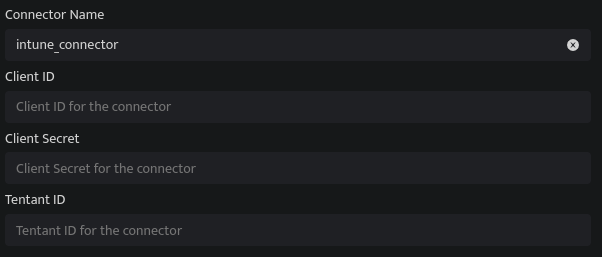 Connector Name
intune_connector
Client ID
Client ID for the connector
Client Secret
Client Secret for the connector
Tentant ID
Tentant ID for the connector